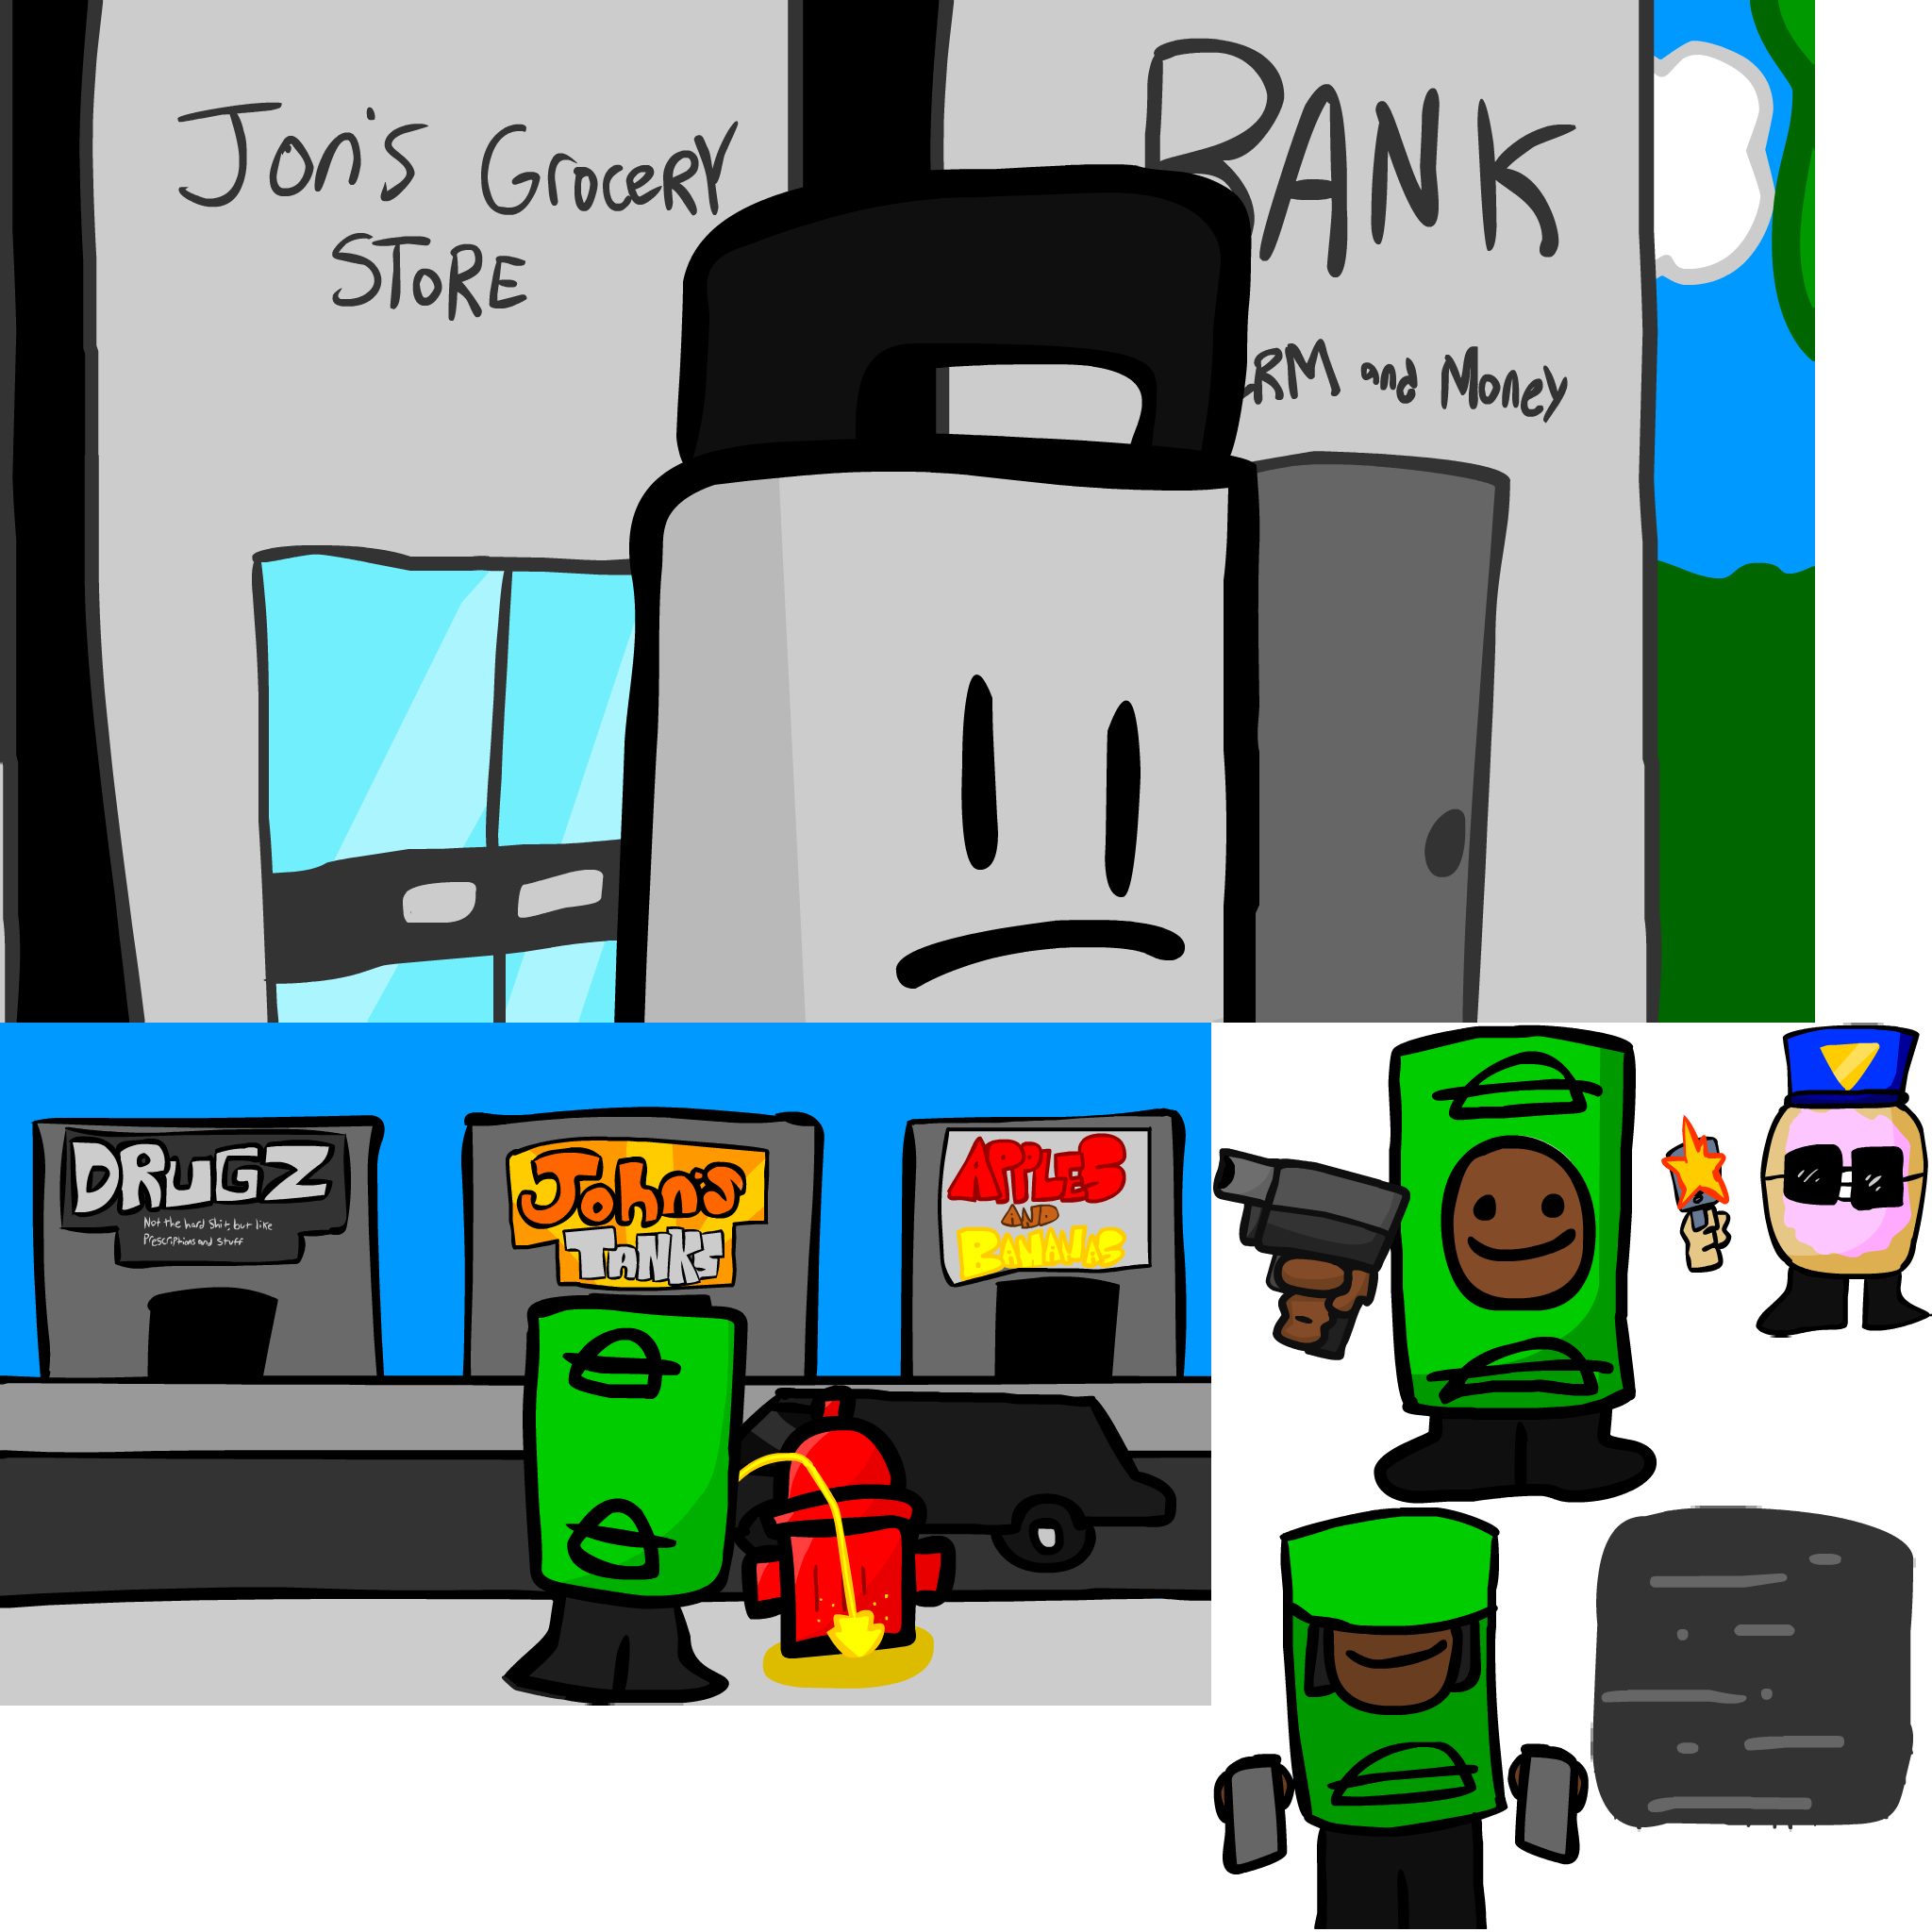 Jon's Grocery
STORE
BANK
and Money
DRuGZ
Not the hard shit, but like
Prescriptions and stuff
John's
TANKS
APPLES
AND
BANANAS